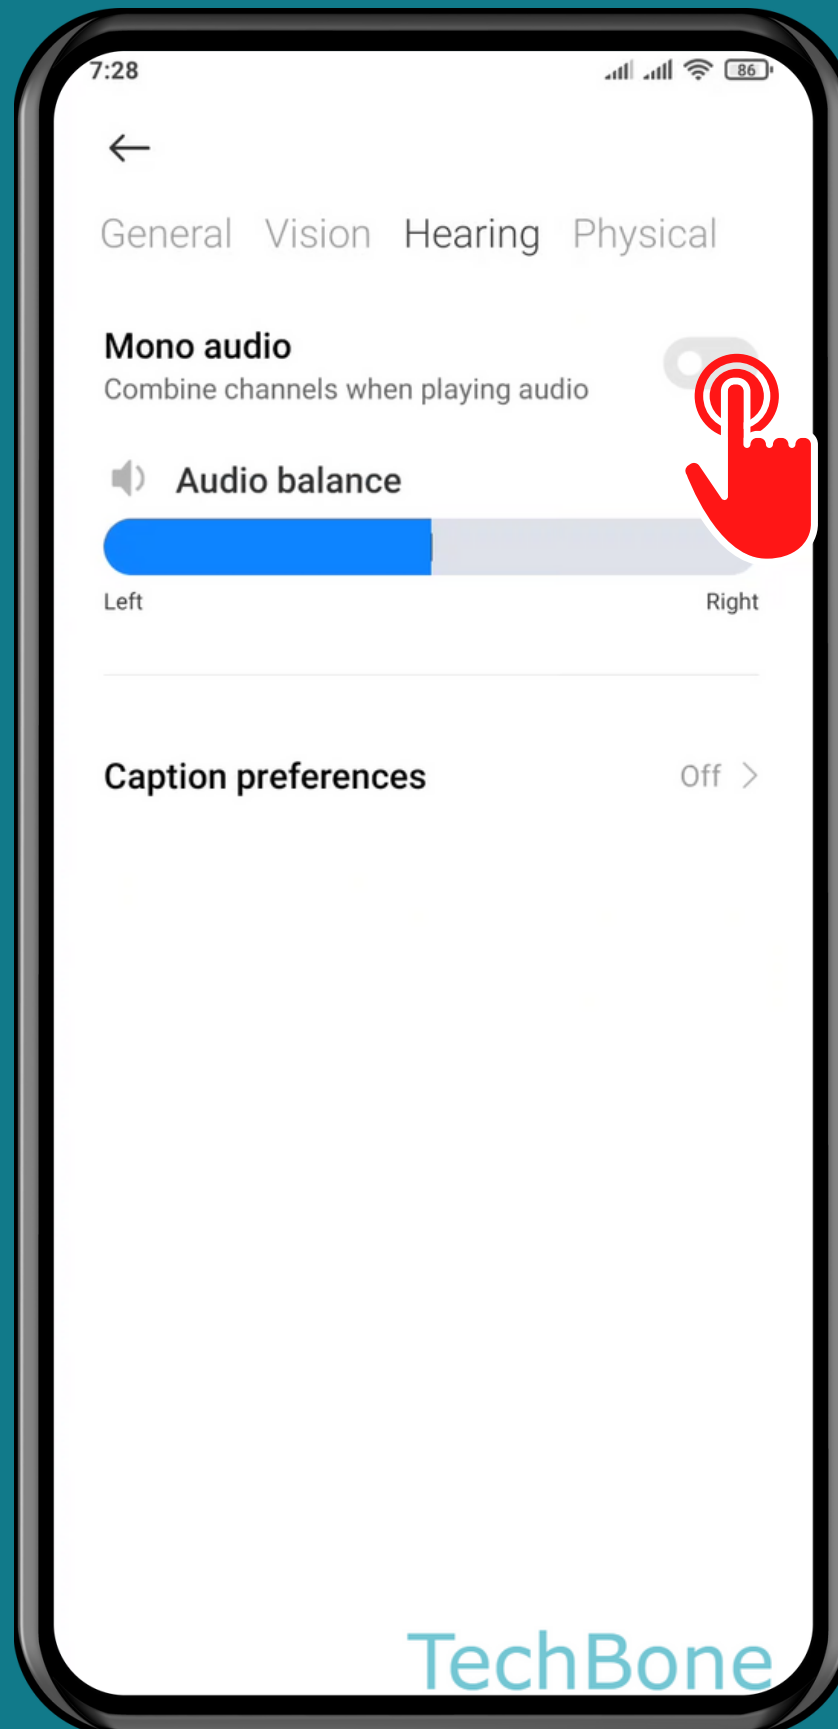 7:28
86
General Vision Hearing Physical
Mono audio
Combine channels when playing audio
Audio balance
Left Right
Caption preferences Off
TechBone